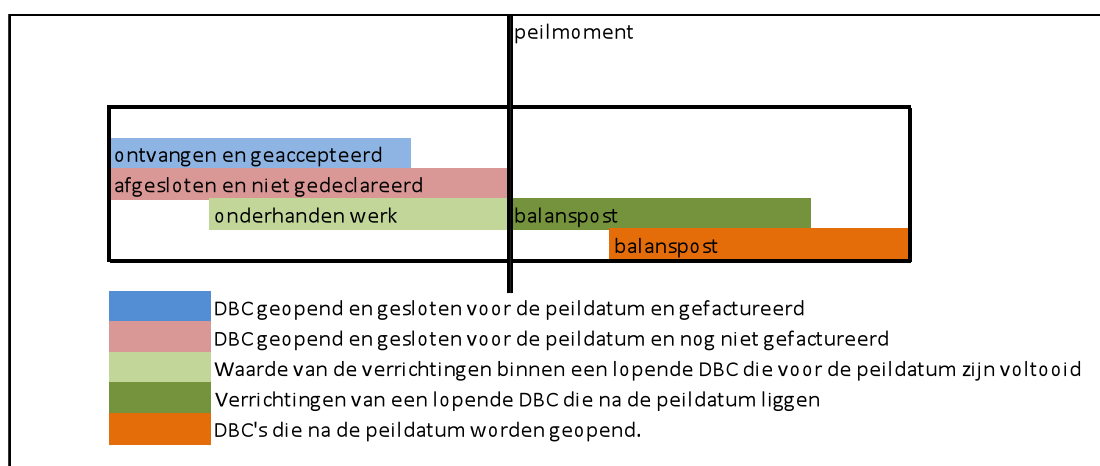 peilmoment
ontvangen en geaccepteerd
afgesloten en niet gedeclareerd
onderhanden werk balanspost
balanspost
DBC geopend en gesloten voor de peildatum en gefactureerd
DBC geopend en gesloten voor de peildatum en nog niet gefactureerd
Waarde van de verrichtingen binnen een lopende DBC die voor de peildatum zijn voltooid
Verrichtingen van een lopende DBC die na de peildatum liggen
DBC's die na de peildatum worden geopend.